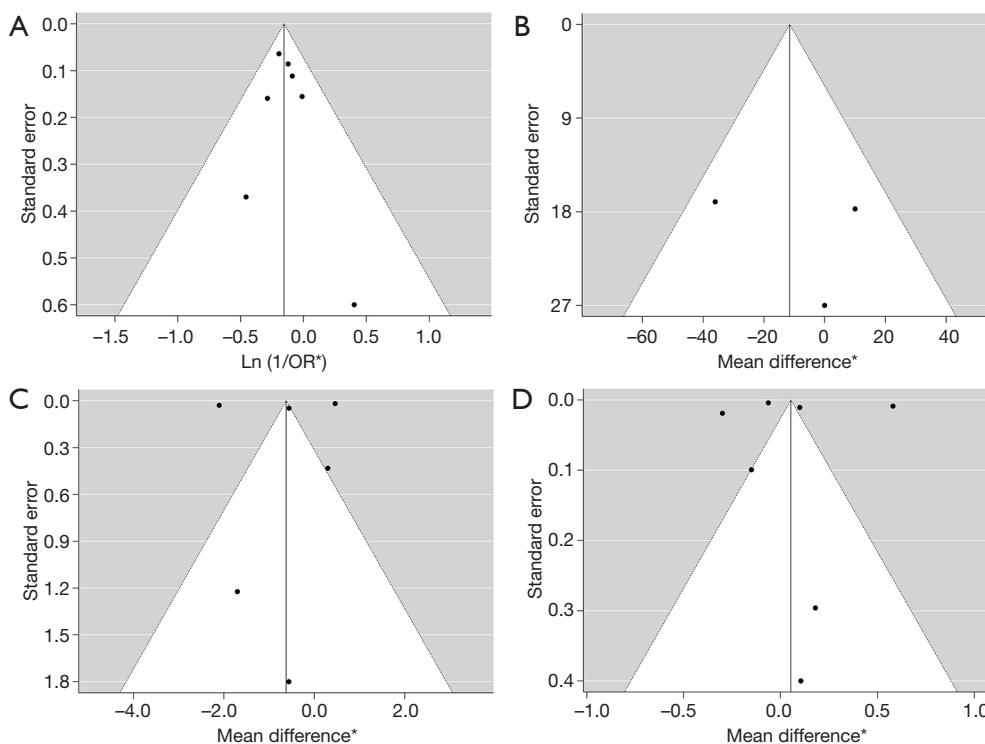 A
Standard error
0.0
0.1
0.2
0.3
0.4
0.5
0.6
−1.5 −1.0 −0.5 0.0 0.5 1.0
Ln (1/OR*)
B
Standard error
0
9
18
27
−60 −40 −20 0 20 40
Mean difference*
C
Standard error
0.0
0.3
0.6
0.9
1.2
1.5
1.8
−4.0 −2.0 0.0 2.0
Mean difference*
D
Standard error
0.0
0.1
0.2
0.3
0.4
−1.0 −0.5 0.0 0.5 1.0
Mean difference*